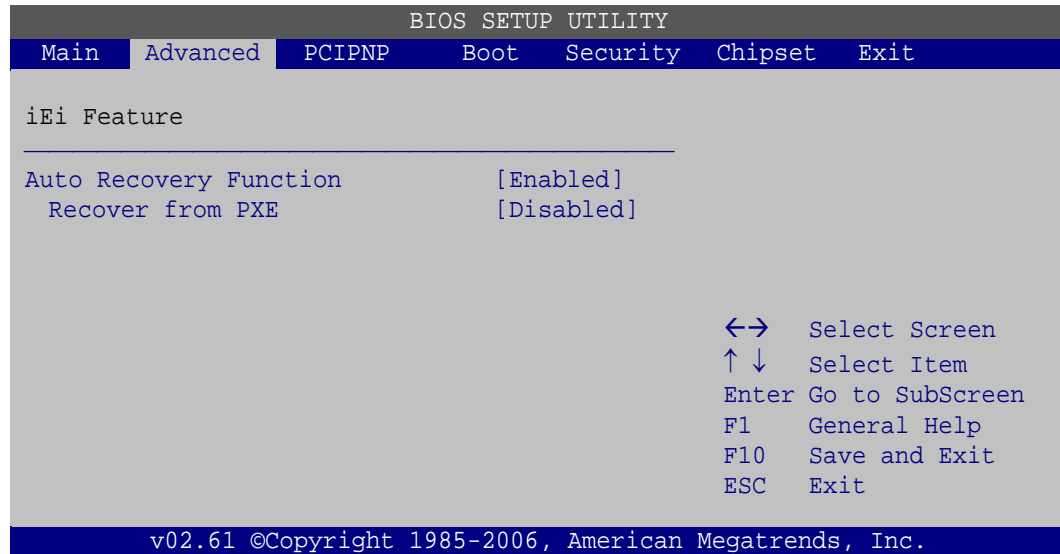 BIOS SETUP UTILITY
Main Advanced PCIPNP Boot Security Chipset Exit
iEi Feature
Auto Recovery Function [Enabled]
Recover from PXE [Disabled]
←→ Select Screen
↑ ↓ Select Item
Enter Go to SubScreen
F1 General Help
F10 Save and Exit
ESC Exit
v02.61 ©Copyright 1985-2006, American Megatrends, Inc.